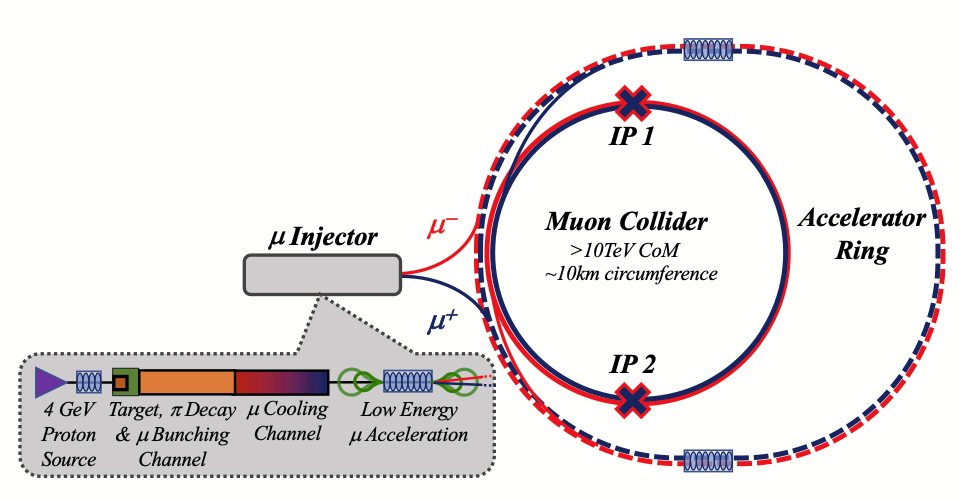 IP 1
μ⁻
μ Injector
Muon Collider
>10TeV CoM
~10km circumference
Accelerator
Ring
μ⁺
IP 2
4 GeV
Proton
Source
Target, π Decay
& μ Bunching
Channel
μ Cooling
Channel
Low Energy
μ Acceleration